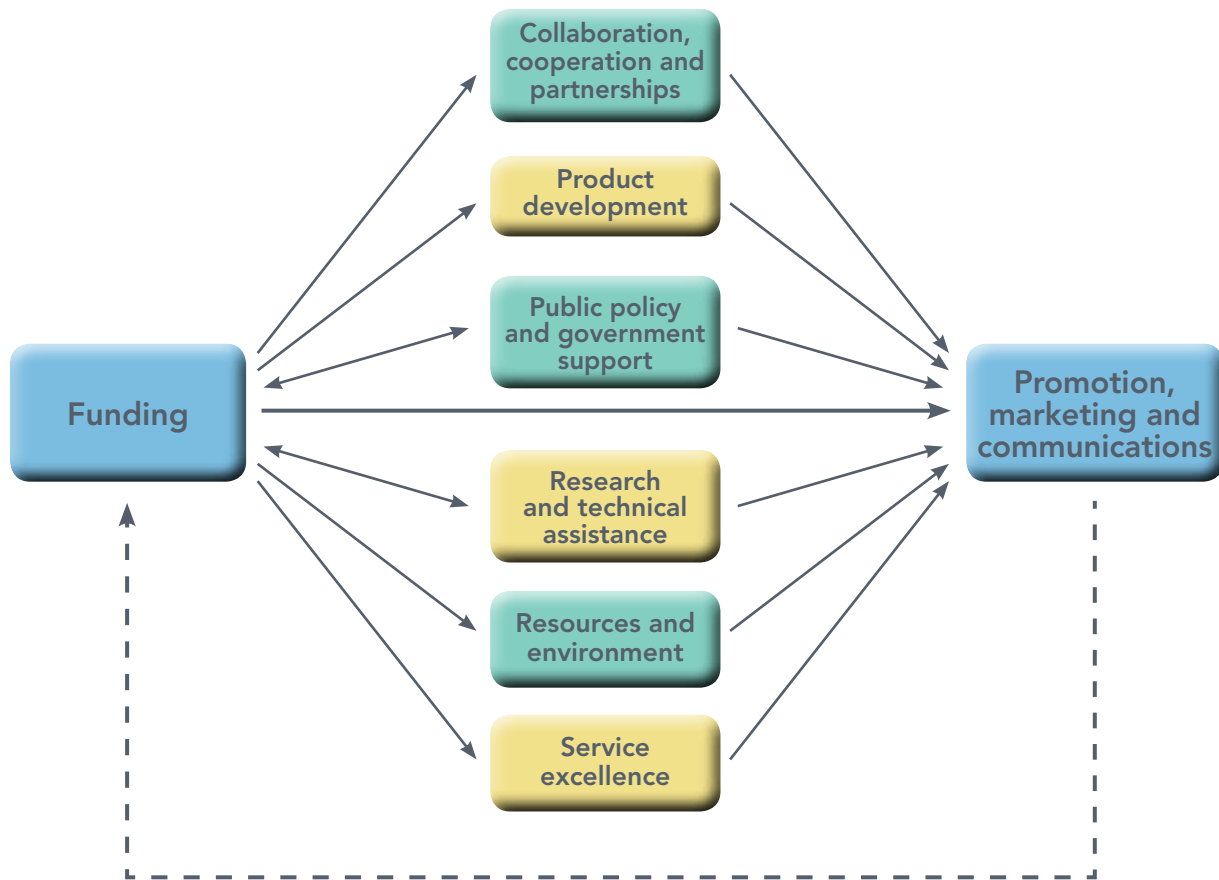 Collaboration,
cooperation and
partnerships
Product
development
Public policy
and government
support
Funding
Promotion,
marketing and
communications
Research
and technical
assistance
Resources and
environment
Service
excellence